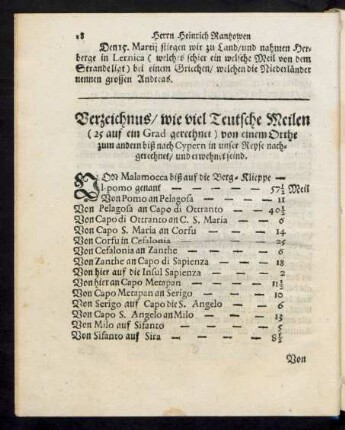 18 Herrn Heinrich Rantzowen
Den 15. Martij stiegen wir zu Land/und nahmen Her-
berge in Lernica ( welches schier ein welsche Meil von dem
Strande ligt) bei einem Griechen/ welchen die Niederländer
nennen grossen Andreas.
Verzeichnus/ wie viel Teutsche Meilen
( 25 auf ein Grad gerechnet ) von einem Orthe
zum andern biß nach Cypern in unser Reyse nach-
gerechnet/ und erwehnet seind.
VON Malamocca biß auf die Berg-Klieppe —
Il pomo genant — — — — — 57½ Meil
Von Pomo an Pelagosa — — — 11
Von Pelagosa an Capo di Otrranto — 40½
Von Capo di Otrranto an C. S. Maria — 6
Von Capo S. Maria an Corfu — — 14
Von Corfu in Cefalonia — — — 25
Von Cefalonia an Zanthe — — — 6
Von Zanthe an Capo di Sapienza — — 18
Von hier auf die Insul Sapienza — — 2
Von hier an Capo Metapan — — — 11½
Von Capo Metapan an Serigo — — 10
Von Serigo auf Capo die S. Angelo — 6
Von Capo S. Angelo an Milo — — 13
Von Milo auf Sifanto — — — 5
Von Sifanto auf Sira — — — 8½
Von